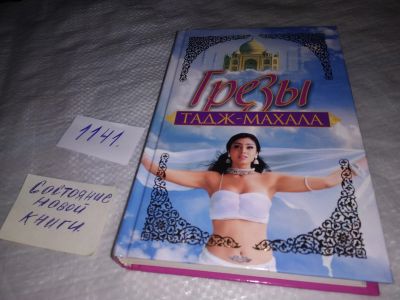 Грезы
ТАДЖ-МАХАЛА
1141.
Состояние
новой
книги.